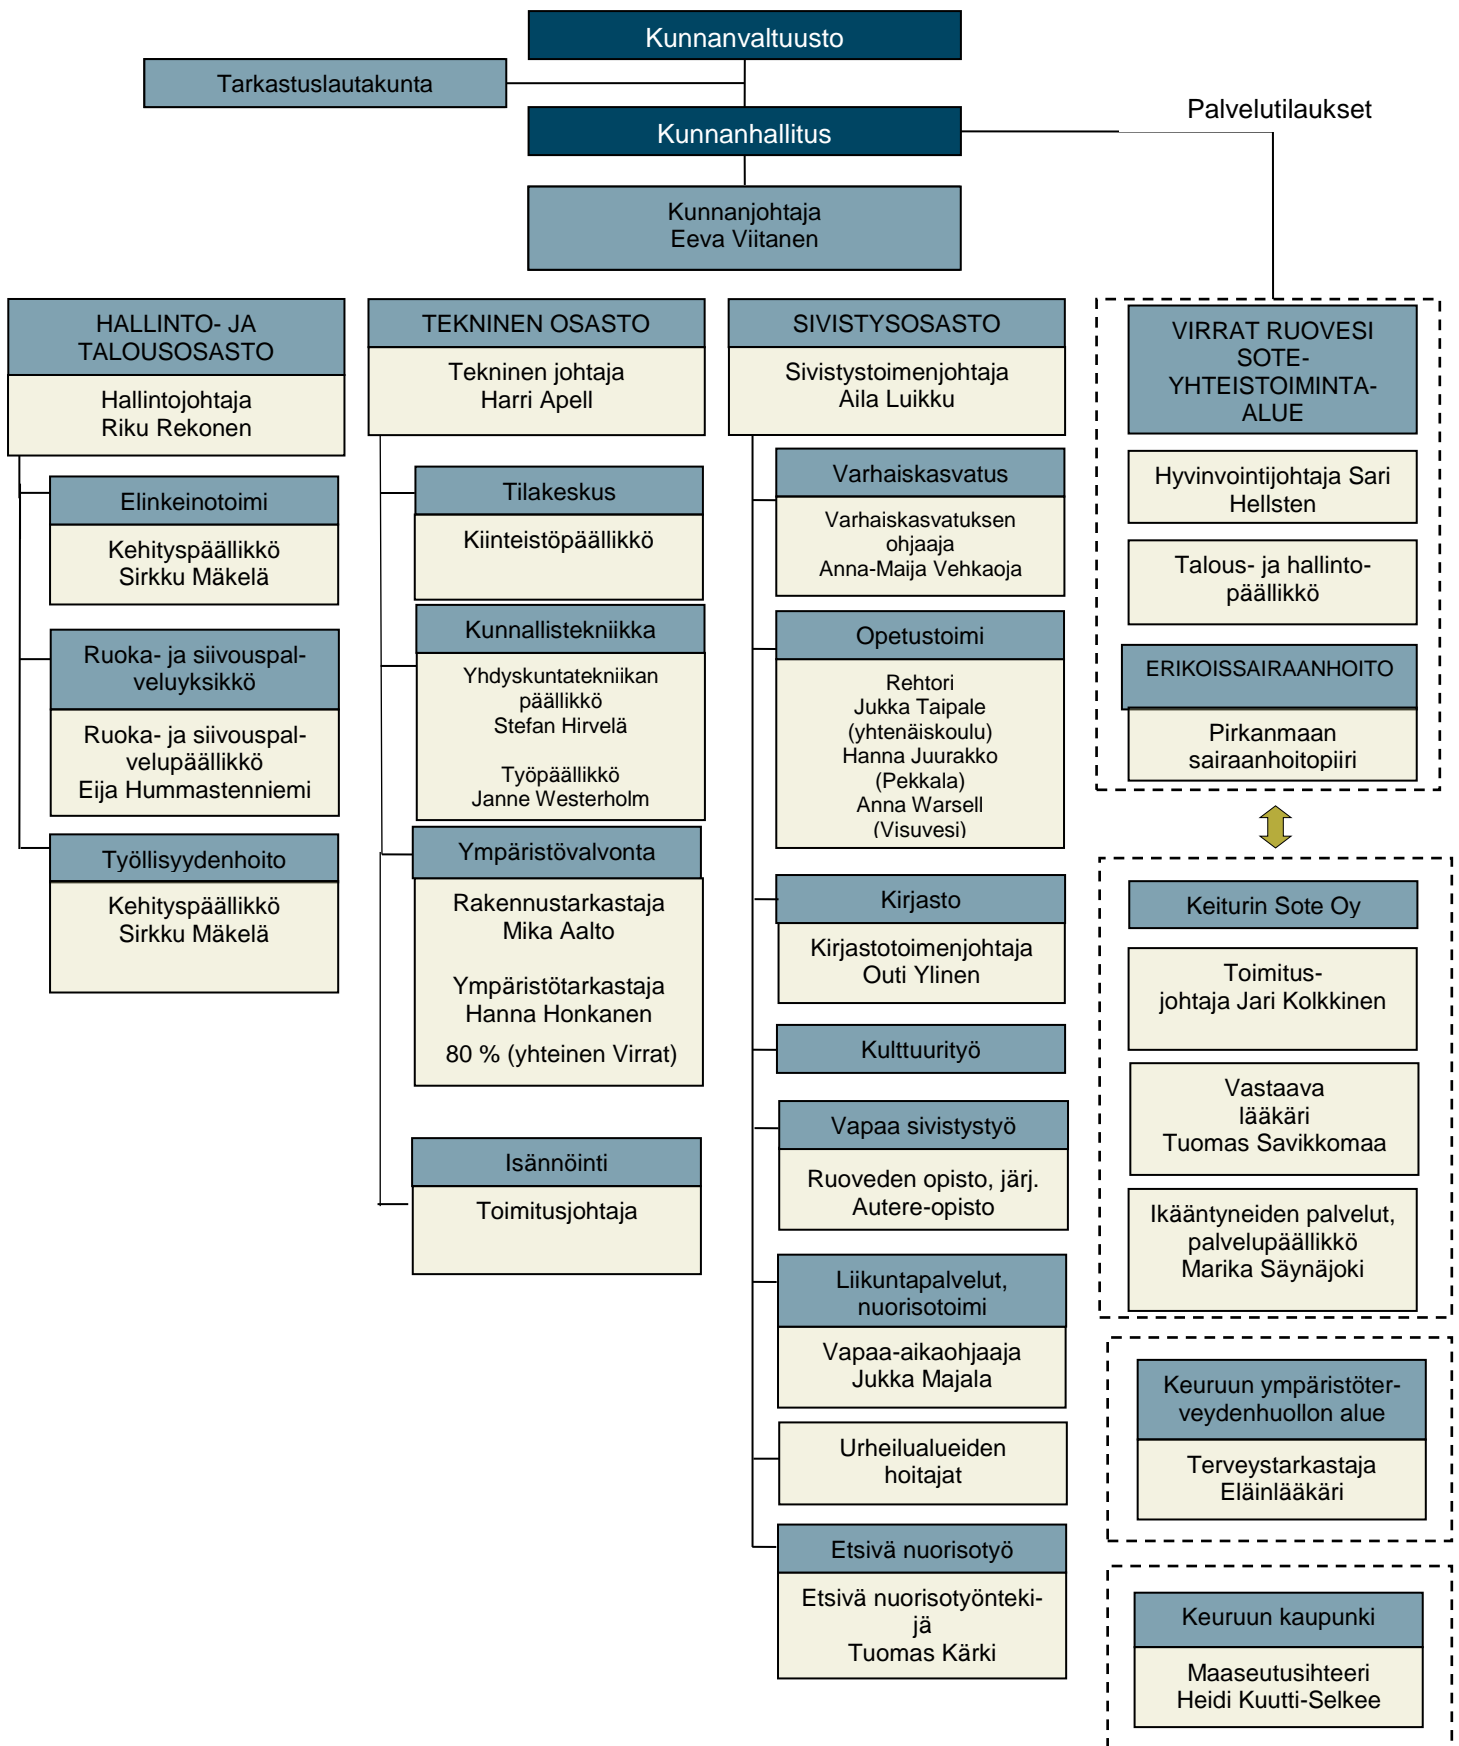 Kunnanvaltuusto
Tarkastuslautakunta
Palvelutilaukset
Kunnanhallitus
Kunnanjohtaja
Eeva Viitanen
HALLINTO- JA
TALOUSOSASTO
Hallintojohtaja
Riku Rekonen
Elinkeinotoimi
Kehityspäällikkö
Sirkku Mäkelä
Ruoka- ja siivouspal-
veluyksikkö
Ruoka- ja siivouspal-
velupäällikkö
Eija Hummastenniemi
Työllisyydenhoito
Kehityspäällikkö
Sirkku Mäkelä
TEKNINEN OSASTO
Tekninen johtaja
Harri Apell
Tilakeskus
Kiinteistöpäällikkö
Kunnallistekniikka
Yhdyskuntatekniikan
päällikkö
Stefan Hirvelä
Työpäällikkö
Janne Westerholm
Ympäristövalvonta
Rakennustarkastaja
Mika Aalto
Ympäristötarkastaja
Hanna Honkanen
80 % (yhteinen Virrat)
Isännöinti
Toimitusjohtaja
SIVISTYSOSASTO
Sivistystoimenjohtaja
Aila Luikku
Varhaiskasvatus
Varhaiskasvatuksen
ohjaaja
Anna-Maija Vehkaoja
Opetustoimi
Rehtori
Jukka Taipale
(yhtenäiskoulu)
Hanna Juurakko
(Pekkala)
Anna Warsell
(Visuvesi)
Kirjasto
Kirjastotoimenjohtaja
Outi Ylinen
Kulttuurityö
Vapaa sivistystyö
Ruoveden opisto, järj.
Autere-opisto
Liikuntapalvelut,
nuorisotoimi
Vapaa-aikaohjaaja
Jukka Majala
Urheilualueiden
hoitajat
Etsivä nuorisotyö
Etsivä nuorisotyönteki-
jä
Tuomas Kärki
VIRRAT RUOVESI
SOTE-
YHTEISTOIMINTA-
ALUE
Hyvinvointijohtaja Sari
Hellsten
Talous- ja hallinto-
päällikkö
ERIKOISSAIRAANHOITO
Pirkanmaan
sairaanhoitopiiri
Keiturin Sote Oy
Toimitus-
johtaja Jari Kolkkinen
Vastaava
lääkäri
Tuomas Savikkomaa
Ikääntyneiden palvelut,
palvelupäällikkö
Marika Säynäjoki
Keuruun ympäristöter-
veydenhuollon alue
Terveystarkastaja
Eläinlääkäri
Keuruun kaupunki
Maaseutusihteeri
Heidi Kuutti-Selkee